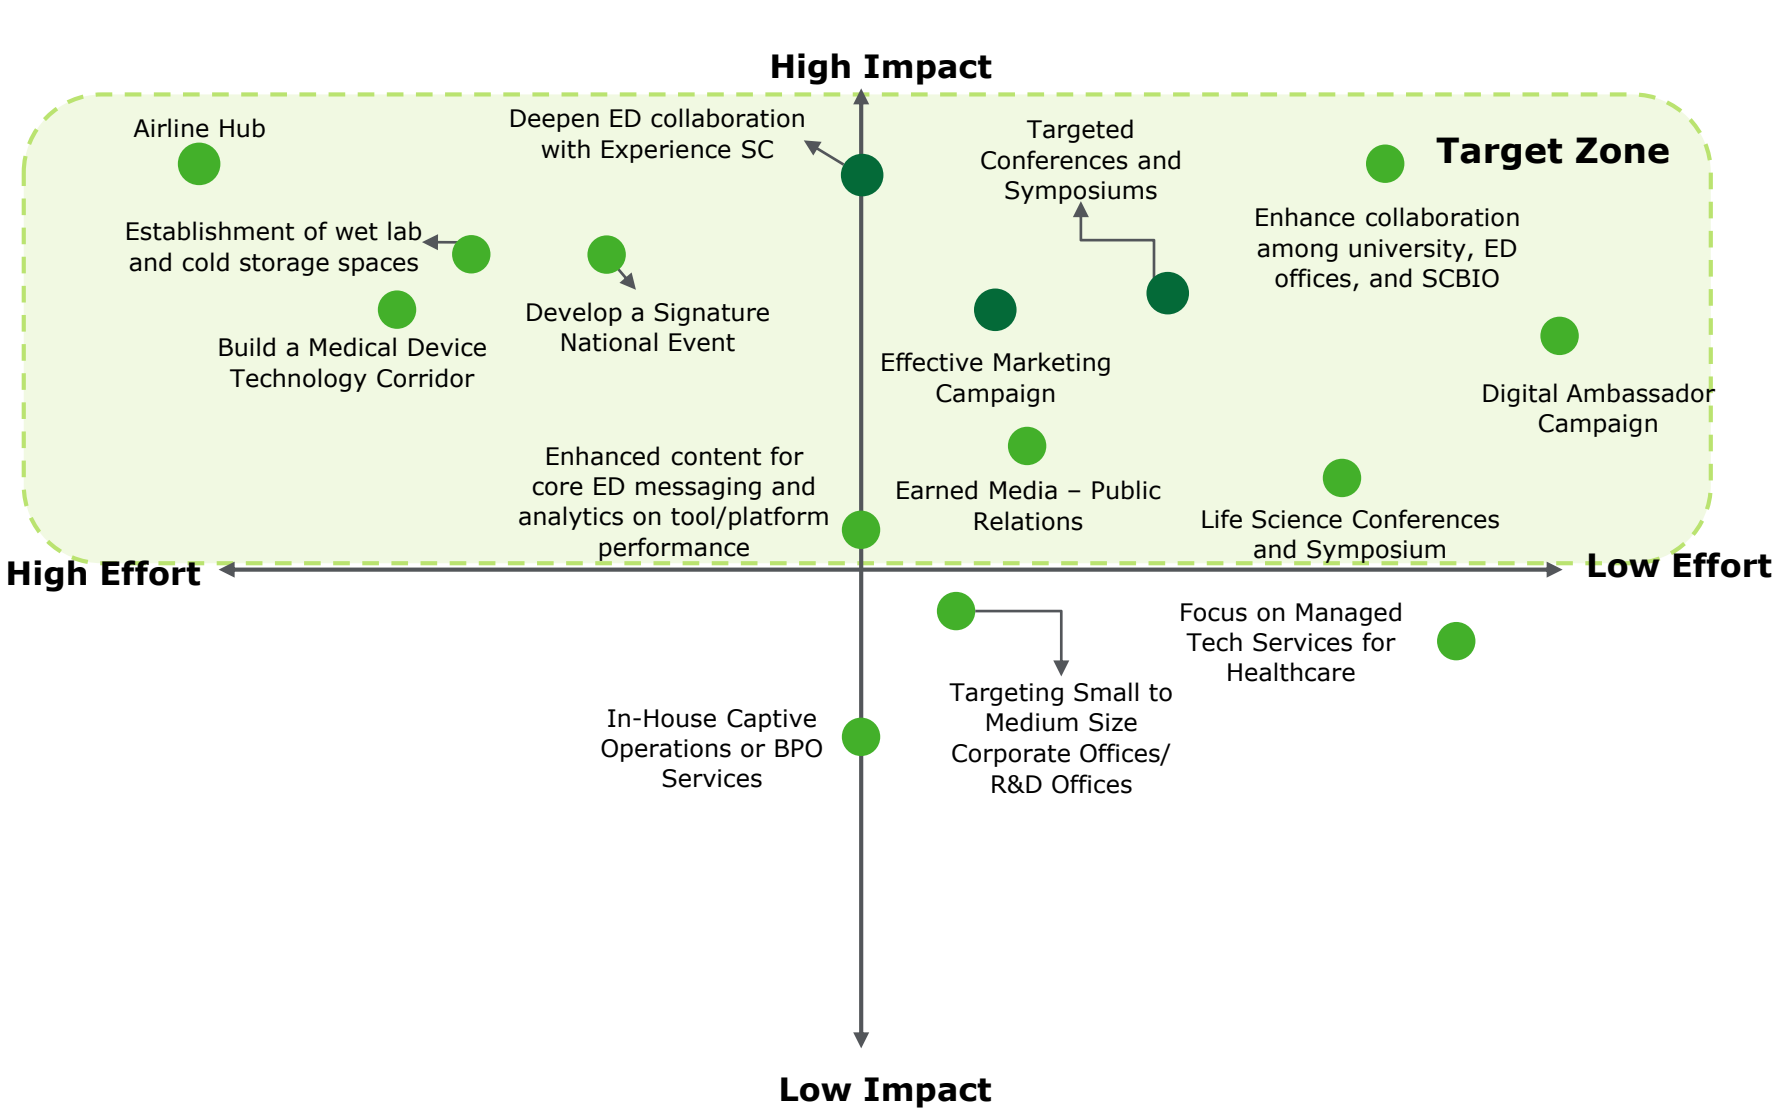 High Impact
Airline Hub
Deepen ED collaboration
with Experience SC
Targeted
Conferences and
Symposiums
Target Zone
Establishment of wet lab
and cold storage spaces
Enhance collaboration
among university, ED
offices, and SCBIO
Develop a Signature
National Event
Build a Medical Device
Technology Corridor
Effective Marketing
Campaign
Digital Ambassador
Campaign
Enhanced content for
core ED messaging and
analytics on tool/platform
performance
Earned Media – Public
Relations
Life Science Conferences
and Symposium
High Effort
Low Effort
Focus on Managed
Tech Services for
Healthcare
Targeting Small to
Medium Size
Corporate Offices/
R&D Offices
In-House Captive
Operations or BPO
Services
Low Impact